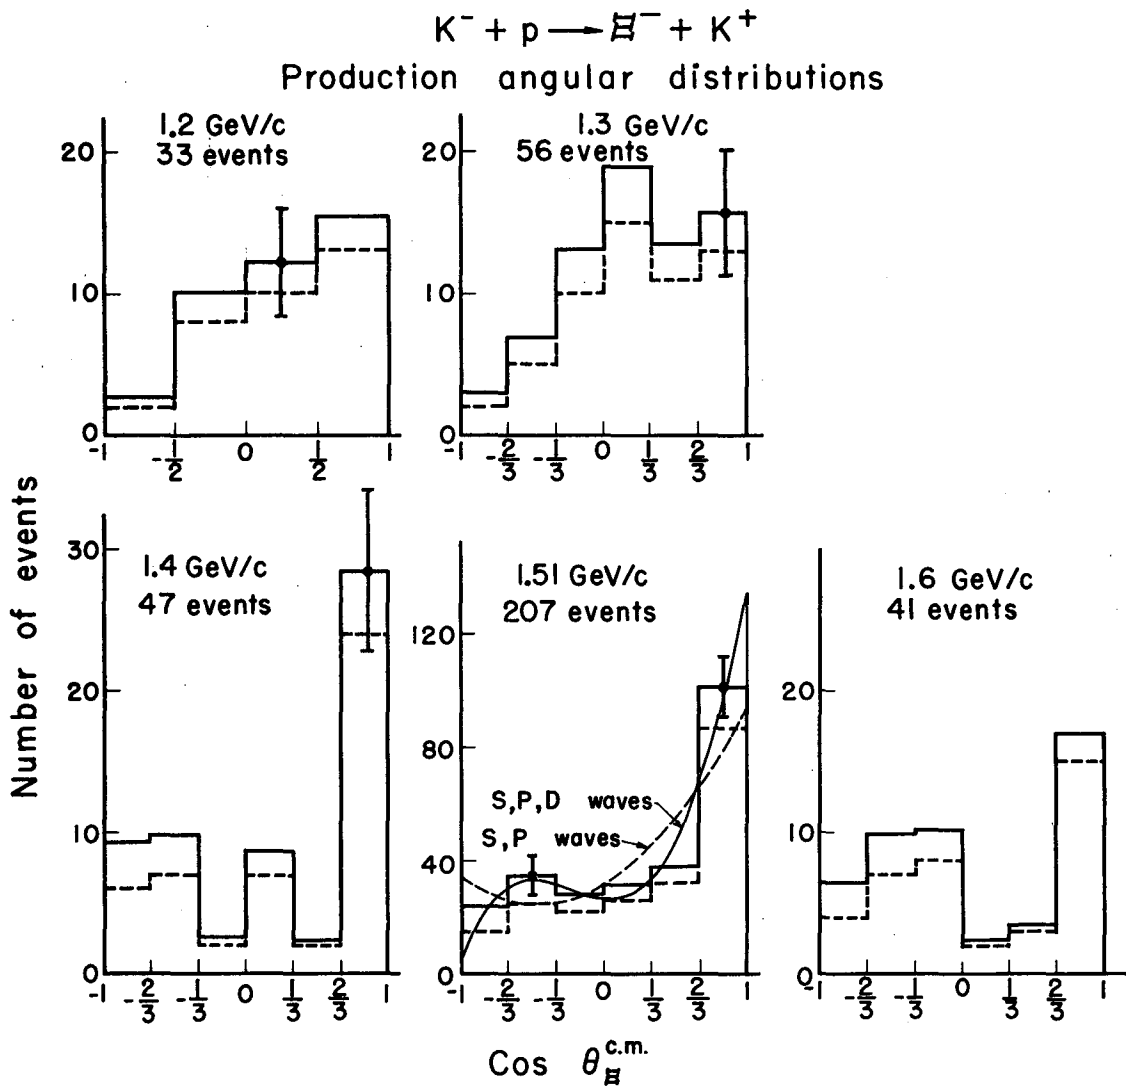 K⁻ + p ⟶ Ξ⁻ + K⁺
Production angular distributions
1.2 GeV/c
33 events
20
10
0
-1 -1/2 0 1/2 1
1.3 GeV/c
56 events
20
10
0
-1 -2/3 -1/3 0 1/3 2/3 1
Number of events
1.4 GeV/c
47 events
30
20
10
0
-1 -2/3 -1/3 0 1/3 2/3 1
1.51 GeV/c
207 events
120
80
S,P,D waves
S,P waves
40
0
-1 -2/3 -1/3 0 1/3 2/3 1
1.6 GeV/c
41 events
20
10
0
-1 -2/3 -1/3 0 1/3 2/3 1
Cos θ_Ξ^c.m.